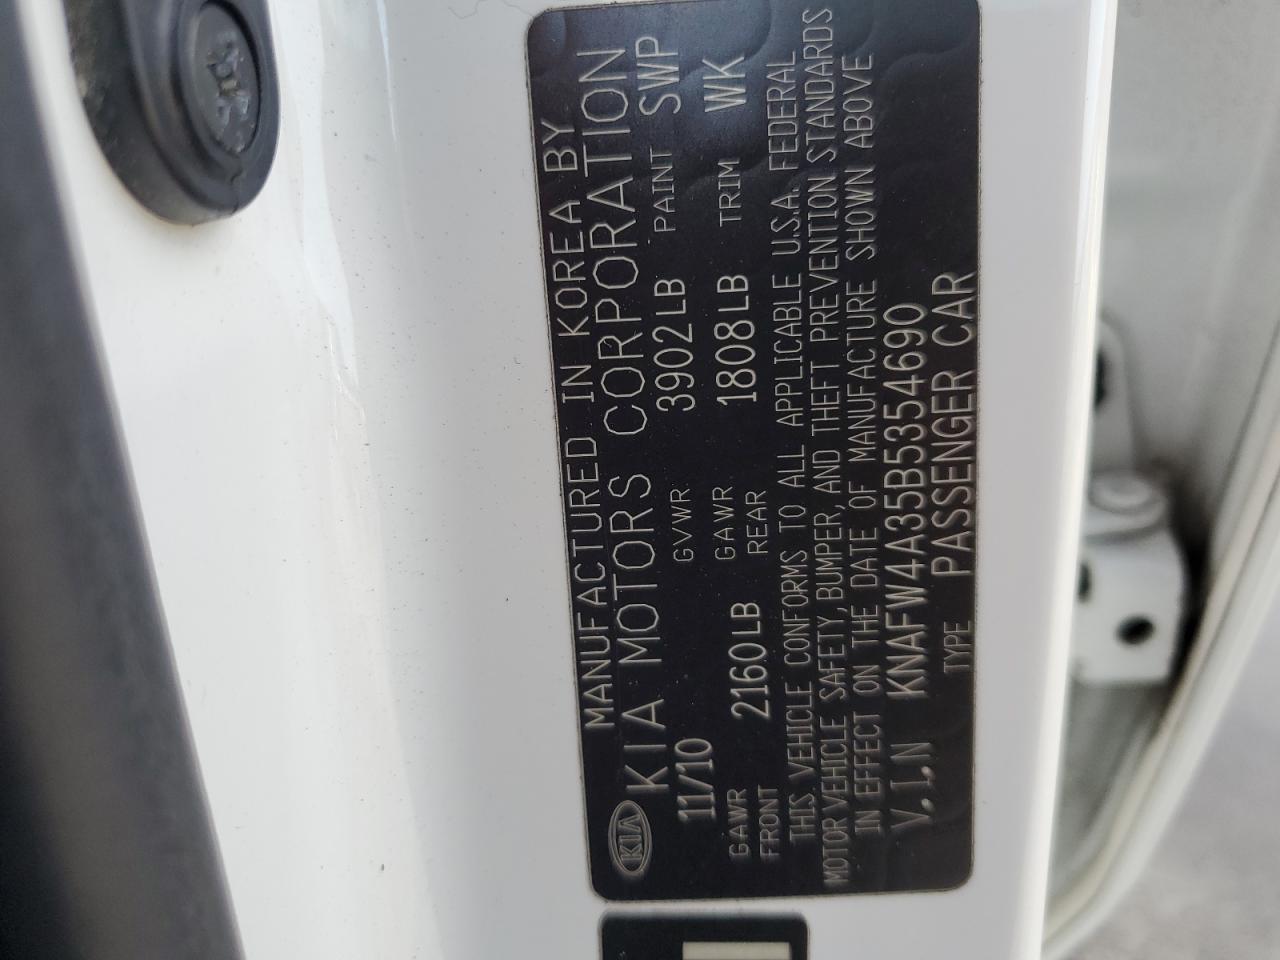 MANUFACTURED IN KOREA BY
KIA KIA MOTORS CORPORATION
11/10 GVWR 3902LB PAINT SWP
GAWR FRONT 2160LB GAWR REAR 1808LB TRIM WK
THIS VEHICLE CONFORMS TO ALL APPLICABLE U.S.A. FEDERAL
MOTOR VEHICLE SAFETY, BUMPER, AND THEFT PREVENTION STANDARDS
IN EFFECT ON THE DATE OF MANUFACTURE SHOWN ABOVE
V.I.N KNAFW4A35B5354690
TYPE PASSENGER CAR